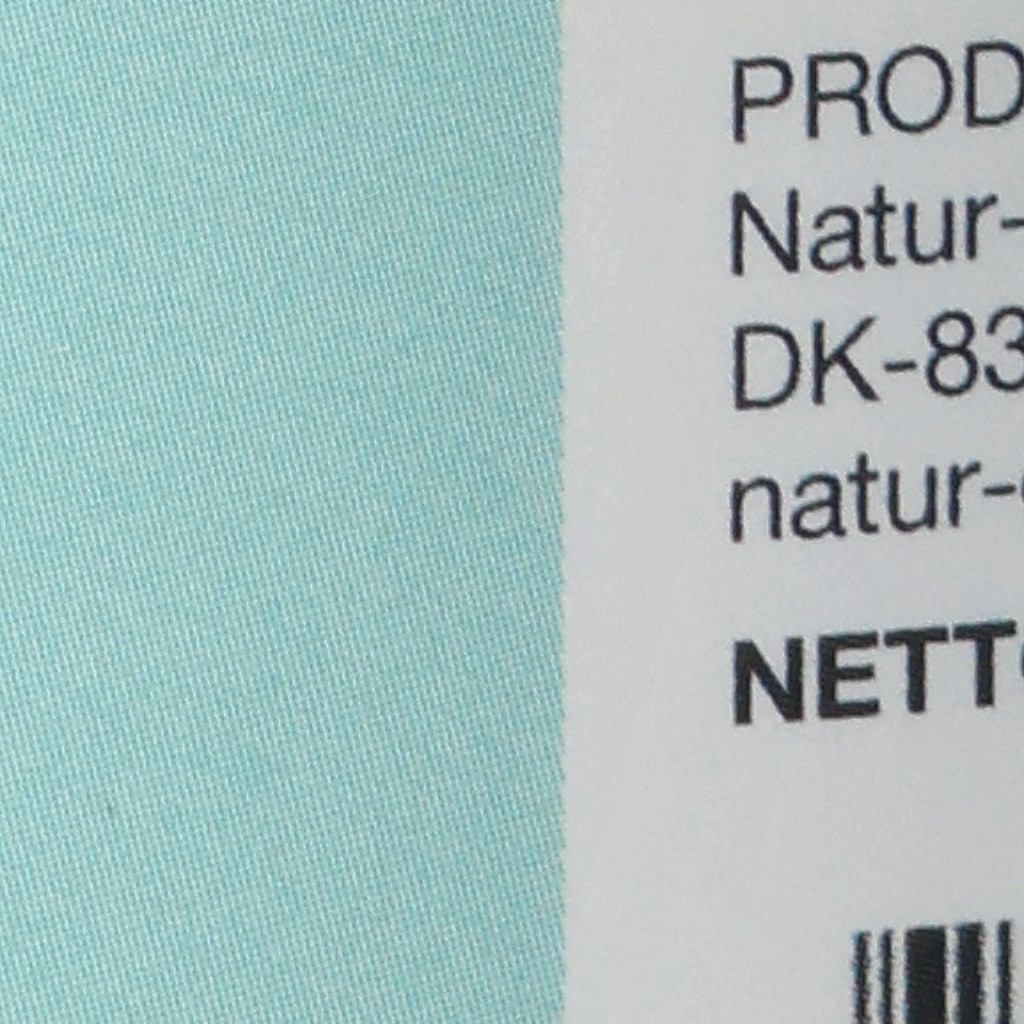 PROD
Natur-
DK-83
natur-
NETT